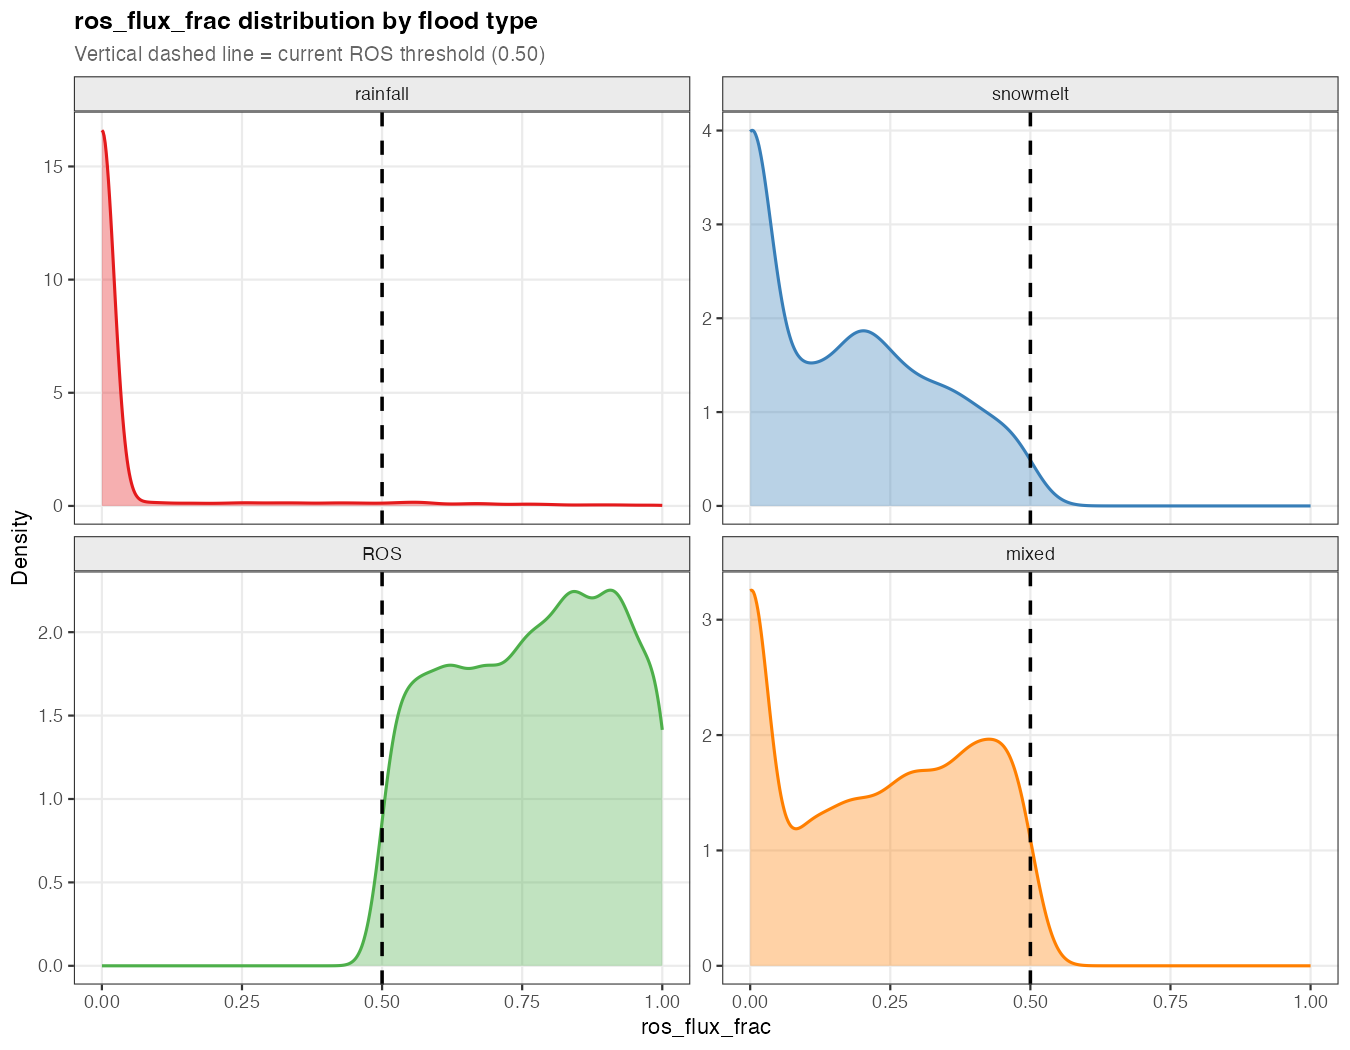 ros_flux_frac distribution by flood type
Vertical dashed line = current ROS threshold (0.50)
rainfall
snowmelt
15
10
5
0
4
3
2
1
0
ROS
mixed
2.0
1.5
1.0
0.5
0.0
3
2
1
0
0.00 0.25 0.50 0.75 1.00
0.00 0.25 0.50 0.75 1.00
Density
ros_flux_frac